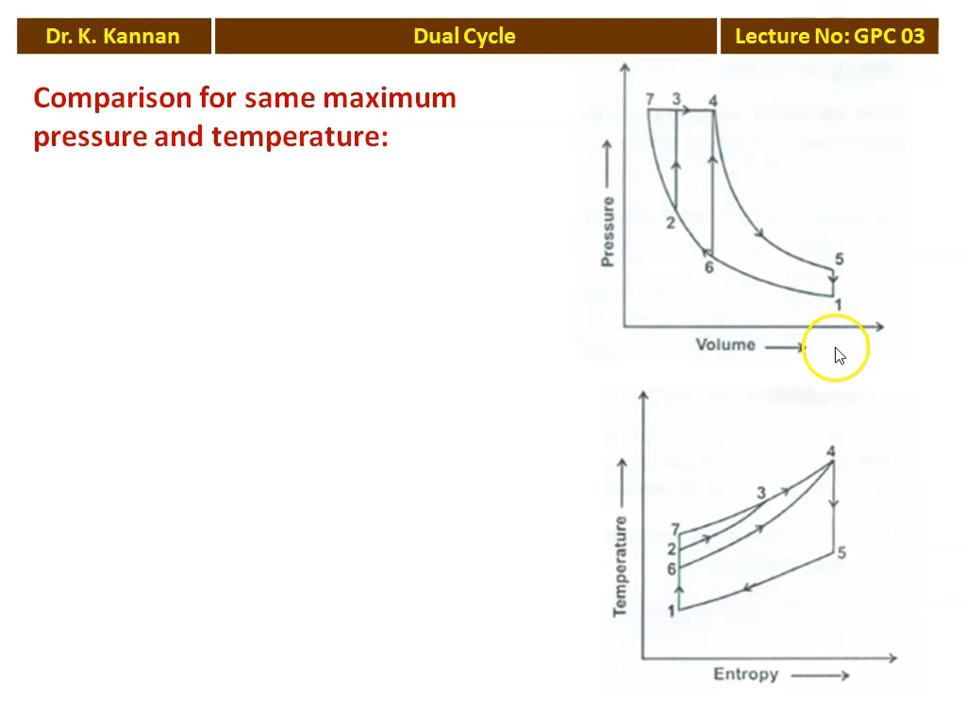 Dr. K. Kannan
Dual Cycle
Lecture No: GPC 03
Comparison for same maximum
pressure and temperature:
7 3 4
2
6
5
1
Pressure
Volume
4
3
7
2
6
5
1
Temperature
Entropy